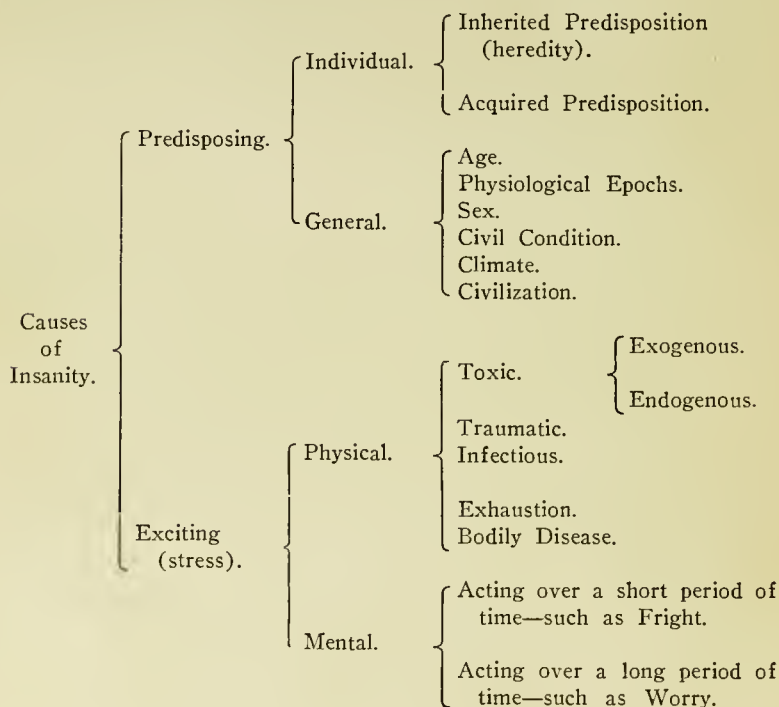 Causes
of
Insanity.
Predisposing.
Individual.
Inherited Predisposition
(heredity).
Acquired Predisposition.
General.
Age.
Physiological Epochs.
Sex.
Civil Condition.
Climate.
Civilization.
Exciting
(stress).
Physical.
Toxic.
Exogenous.
Endogenous.
Traumatic.
Infectious.
Exhaustion.
Bodily Disease.
Mental.
Acting over a short period of
time—such as Fright.
Acting over a long period of
time—such as Worry.